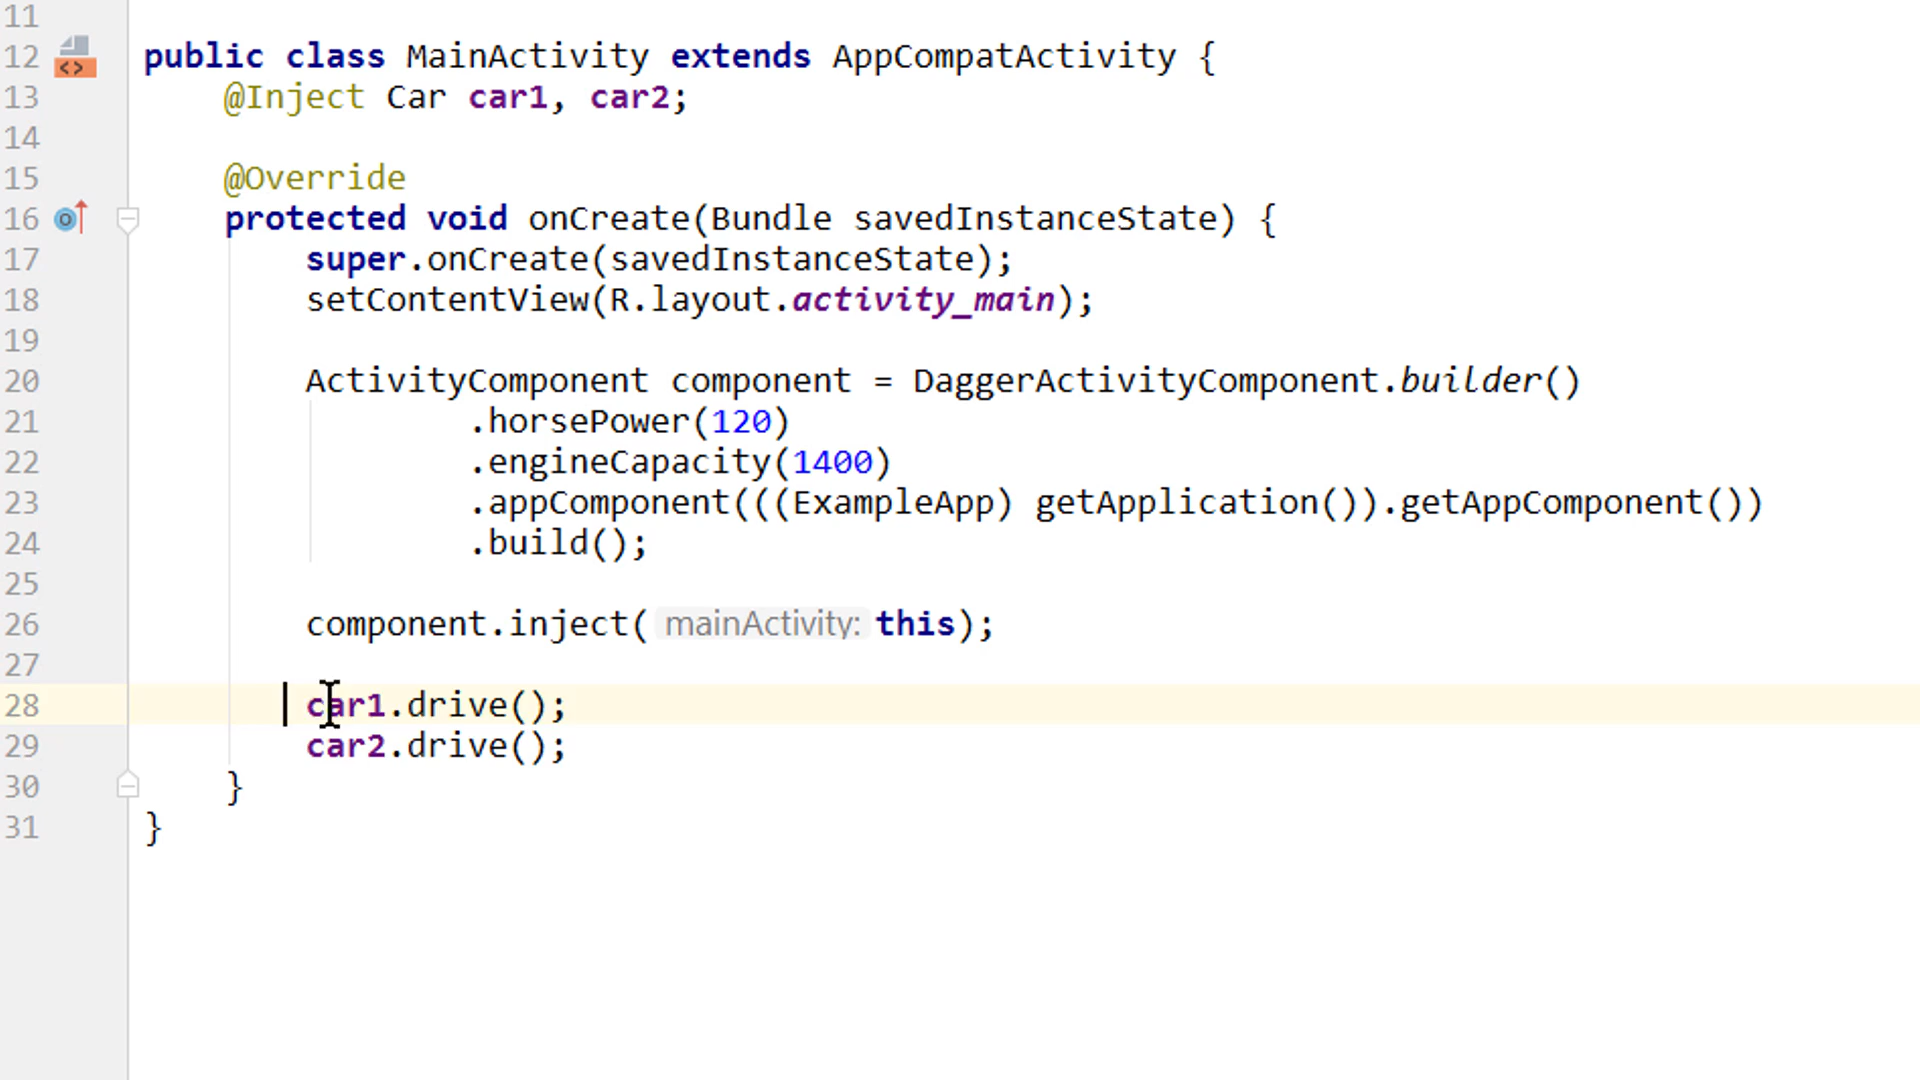 11
12 public class MainActivity extends AppCompatActivity {
13 @Inject Car car1, car2;
14
15 @Override
16 protected void onCreate(Bundle savedInstanceState) {
17 super.onCreate(savedInstanceState);
18 setContentView(R.layout.activity_main);
19
20 ActivityComponent component = DaggerActivityComponent.builder()
21 .horsePower(120)
22 .engineCapacity(1400)
23 .appComponent(((ExampleApp) getApplication()).getAppComponent())
24 .build();
25
26 component.inject( mainActivity: this);
27
28 car1.drive();
29 car2.drive();
30 }
31 }